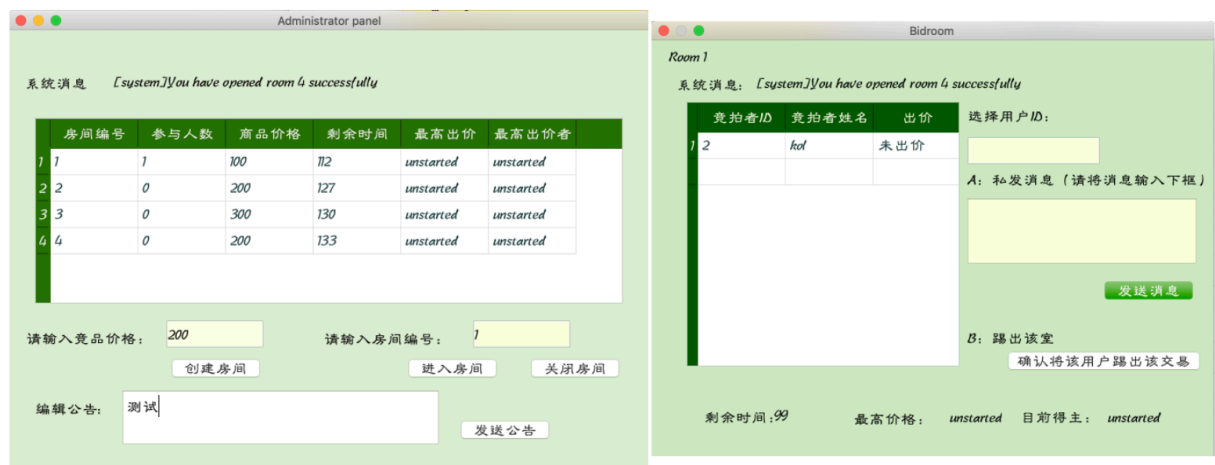 Administrator panel
系统消息 [system]You have opened room 4 successfully
房间编号 参与人数 商品价格 剩余时间 最高出价 最高出价者
1 1 1 100 112 unstarted unstarted
2 2 0 200 127 unstarted unstarted
3 3 0 300 130 unstarted unstarted
4 4 0 200 133 unstarted unstarted
请输入竞品价格： 200 请输入房间编号： 1
创建房间 进入房间 关闭房间
编辑公告： 测试
发送公告
Bidroom
Room 1
系统消息： [system]You have opened room 4 successfully
竞拍者ID 竞拍者姓名 出价
1 2 kol 未出价
选择用户ID：
A：私发消息（请将消息输入下框）
发送消息
B：踢出该室
确认将该用户踢出该交易
剩余时间:99 最高价格： unstarted 目前得主： unstarted